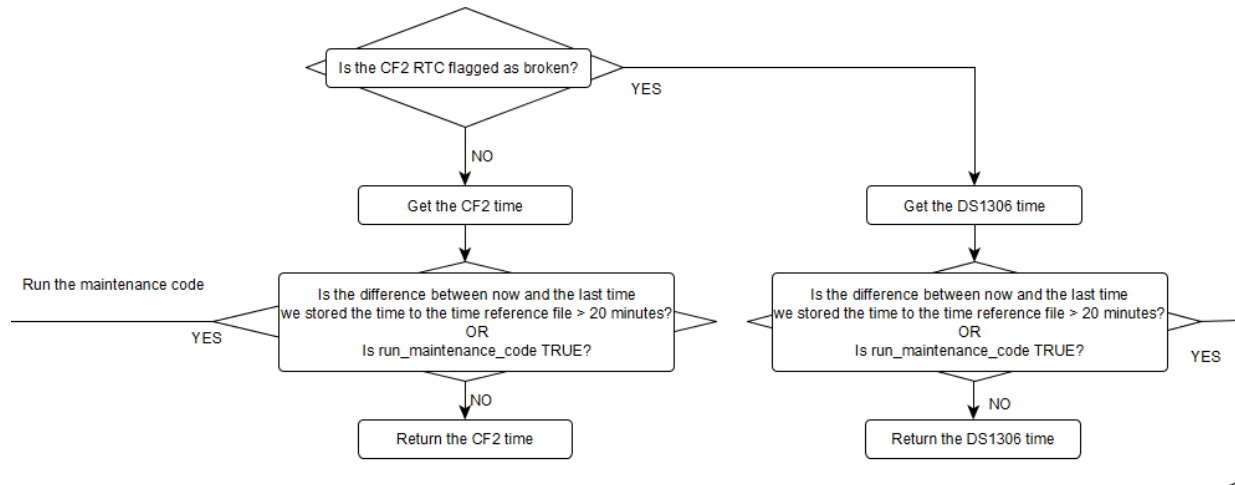 Is the CF2 RTC flagged as broken?
YES
NO
Get the CF2 time
Get the DS1306 time
Run the maintenance code
Is the difference between now and the last time
we stored the time to the time reference file > 20 minutes?
OR
Is run_maintenance_code TRUE?
YES
NO
Is the difference between now and the last time
we stored the time to the time reference file > 20 minutes?
OR
Is run_maintenance_code TRUE?
YES
NO
Return the CF2 time
Return the DS1306 time